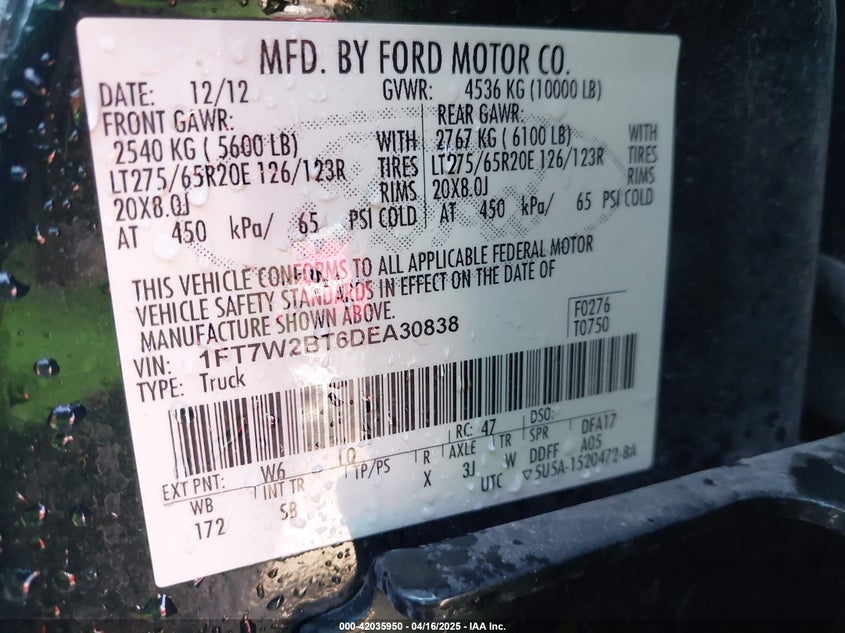 MFD. BY FORD MOTOR CO.
DATE: 12/12 GVWR: 4536 KG (10000 LB)
FRONT GAWR: REAR GAWR:
2540 KG ( 5600 LB) WITH 2767 KG ( 6100 LB) WITH
LT275/65R20E 126/123R TIRES LT275/65R20E 126/123R TIRES
20X8.0J RIMS 20X8.0J RIMS
AT 450 kPa/ 65 PSI COLD AT 450 kPa/ 65 PSI COLD
THIS VEHICLE CONFORMS TO ALL APPLICABLE FEDERAL MOTOR
VEHICLE SAFETY STANDARDS IN EFFECT ON THE DATE OF
MANUFACTURE SHOWN ABOVE.
VIN: 1FT7W2BT6DEA30838
TYPE: Truck
F0276
T0750
EXT PNT: W6 Q RC: 47 DSO:
WB INT TR TP/PS R AXLE TR SPR DFA17
172 SB X 3J W DDFF A05
UTC ▽5U5A-1520472-BA
000-42035950 - 04/16/2025 - IAA Inc.